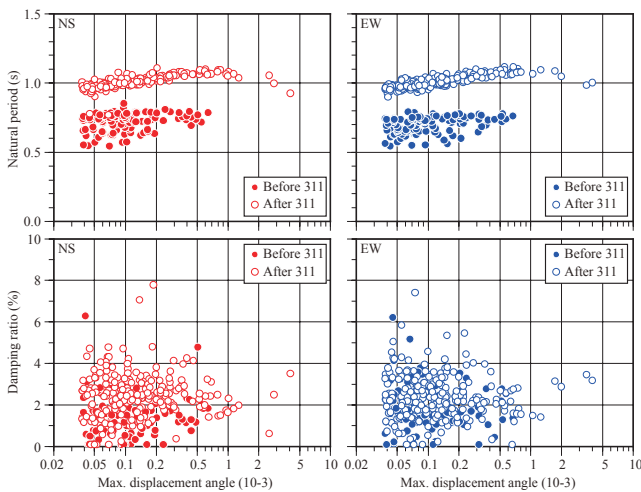 NS
EW
1.5
1.0
0.5
0.0
Natural period (s)
Before 311
After 311
Before 311
After 311
NS
EW
10
8
6
4
2
0
Damping ratio (%)
Before 311
After 311
Before 311
After 311
0.02 0.05 0.1 0.2 0.5 1 2 5 10
0.02 0.05 0.1 0.2 0.5 1 2 5 10
Max. displacement angle (10-3)
Max. displacement angle (10-3)